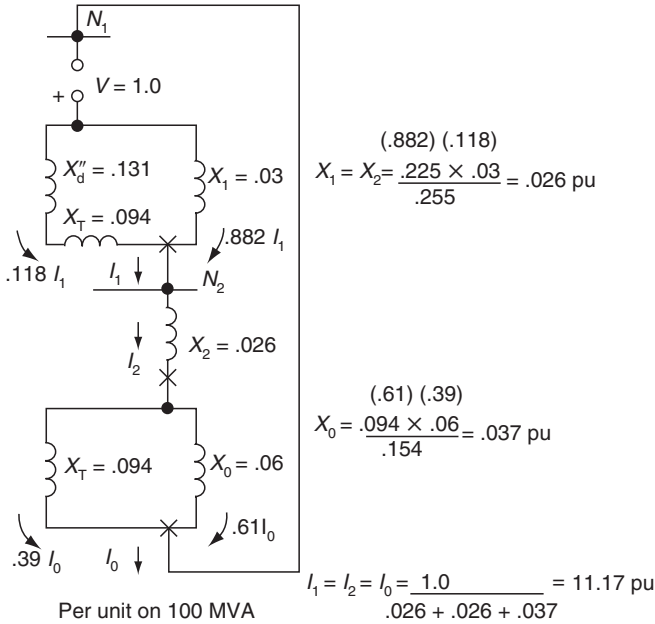 N1
V = 1.0
+
(.882) (.118)
X″d = .131
X1 = .03
X1 = X2 = .225 × .03 / .255 = .026 pu
XT = .094
.882 I1
.118 I1
I1
N2
I2
X2 = .026
(.61) (.39)
X0 = .094 × .06 / .154 = .037 pu
XT = .094
X0 = .06
.61I0
.39 I0
I0
I1 = I2 = I0 = 1.0 / .026 + .026 + .037 = 11.17 pu
Per unit on 100 MVA